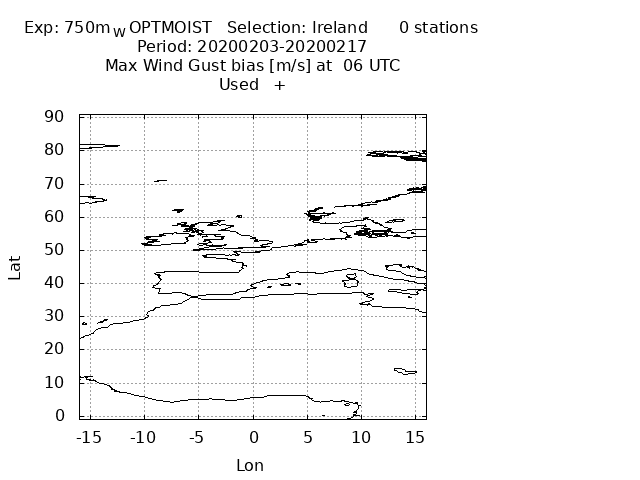 Exp: 750m_W OPTMOIST   Selection: Ireland      0 stations
Period: 20200203-20200217
Max Wind Gust bias [m/s] at  06 UTC
Used   +
90
80
70
60
50
40
30
20
10
0
Lat
-15 -10 -5 0 5 10 15
Lon